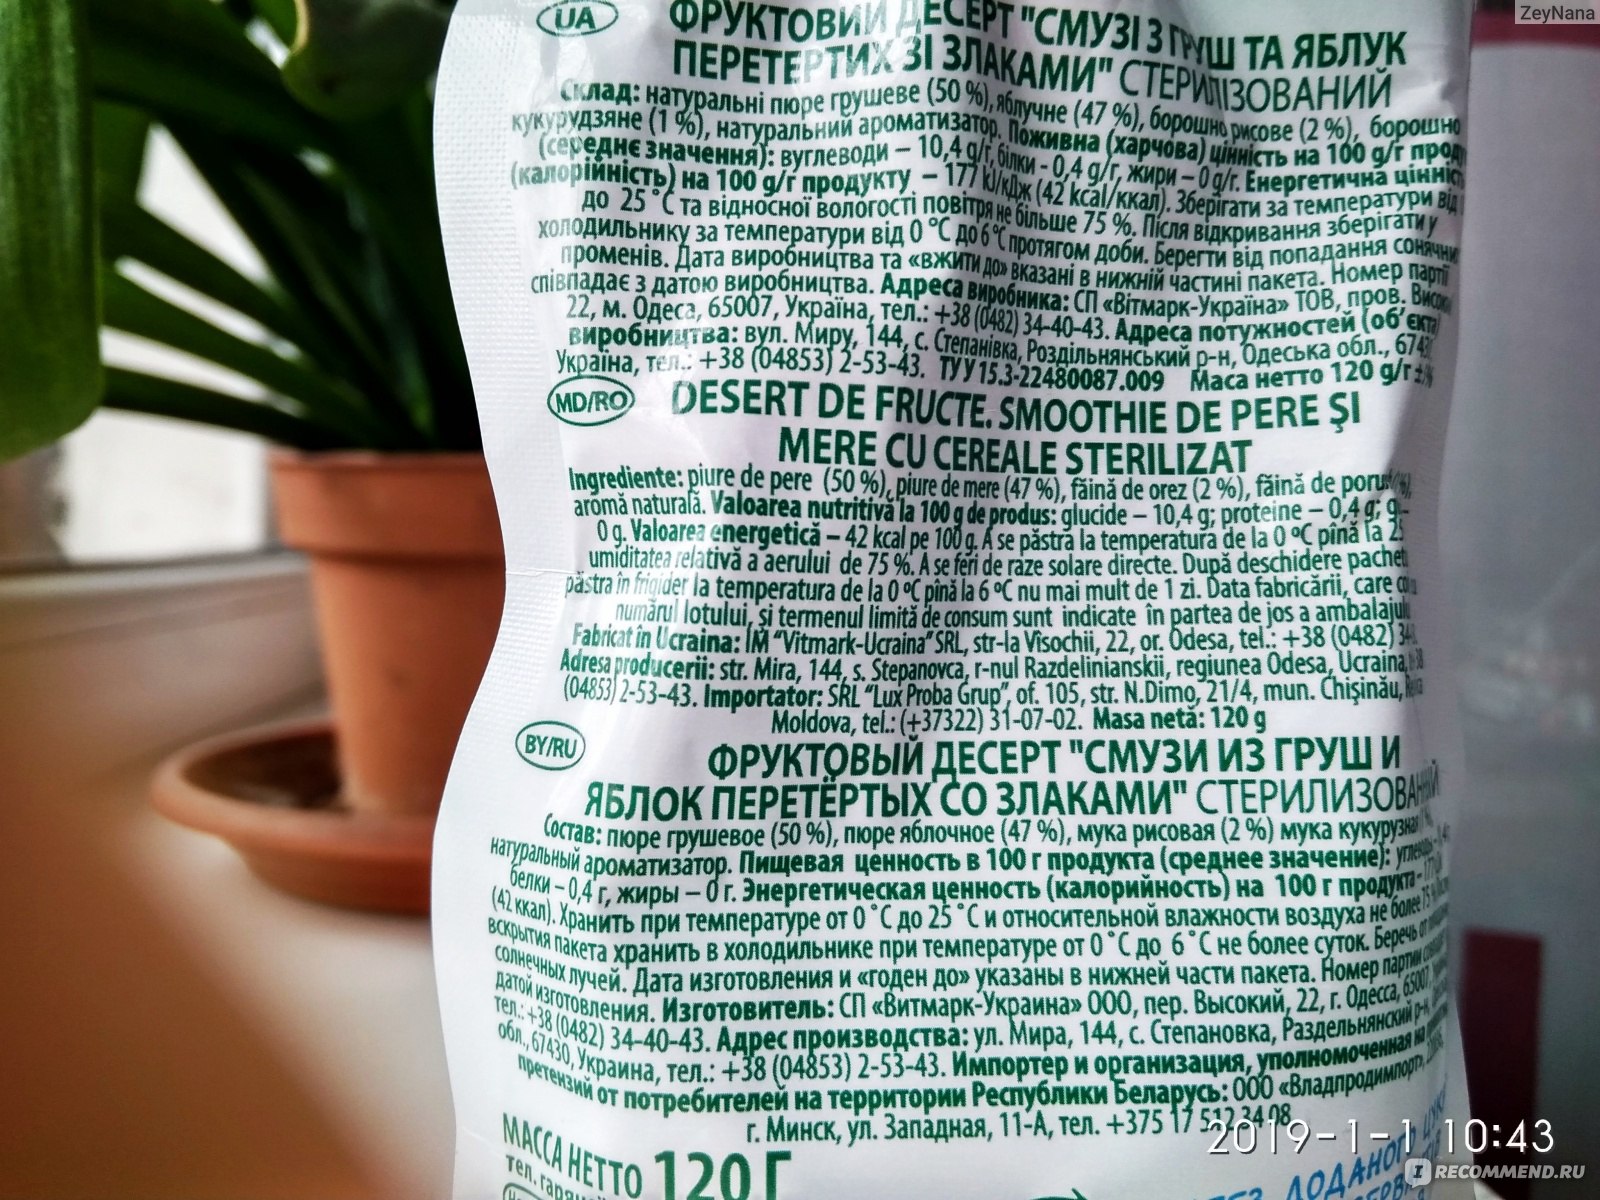 ZeyNana
UA
ФРУКТОВИЙ ДЕСЕРТ "СМУЗІ З ГРУШ ТА ЯБЛУК
ПЕРЕТЕРТИХ ЗІ ЗЛАКАМИ" СТЕРИЛІЗОВАНИЙ
Склад: натуральні пюре грушеве (50 %), яблучне (47 %), борошно рисове (2 %), борошно
кукурудзяне (1 %), натуральний ароматизатор. Поживна (харчова) цінність на 100 g/г
(середнє значення): вуглеводи – 10,4 g/г, білки - 0,4 g/г, жири – 0 g/г. Енергетична
(калорійність) на 100 g/г продукту – 177 kJ/кДж (42 kcal/ккал). Зберігати за температури від
до 25 °C та відносної вологості повітря не більше 75 %. Після відкривання зберігати у
холодильнику за температури від 0 °C до 6 °C протягом доби. Берегти від попадання
променів. Дата виробництва та «вжити до» вказані в нижній частині пакета. Номер партії
співпадає з датою виробництва. Адреса виробника: СП «Вітмарк-Україна» ТОВ, пров.
22, м. Одеса, 65007, Україна, тел.: +38 (0482) 34-40-43. Адреса потужностей (об'єкта
виробництва: вул. Миру, 144, с. Степанівка, Роздільнянський р-н, Одеська обл.,
Україна, тел.: +38 (04853) 2-53-43. ТУ У 15.3-22480087.009 Маса нетто 120 g/г
MD/RO
DESERT DE FRUCTE. SMOOTHIE DE PERE ȘI
MERE CU CEREALE STERILIZAT
Ingrediente: piure de pere (50 %), piure de mere (47 %), făină de orez (2 %), făină de
aromă naturală. Valoarea nutritivă la 100 g de produs: glucide – 10,4 g; proteine – 0,4 g;
0 g. Valoarea energetică – 42 kcal pe 100 g. A se păstra la temperatura de la 0 °C pînă la 25
umiditatea relativă a aerului de 75 %. A se feri de raze solare directe. După deschidere
păstra în frigider la temperatura de la 0 °C pînă la 6 °C nu mai mult de 1 zi. Data fabricării, care
numărul lotului, și termenul limită de consum sunt indicate în partea de jos a
Fabricat în Ucraina: ÎM "Vitmark-Ucraina" SRL, str-la Visochii, 22, or. Odesa, tel.: +38 (0482)
Adresa producerii: str. Mira, 144, s. Stepanovca, r-nul Razdelinianskii, regiunea Odesa, Ucraina,
(04853) 2-53-43. Importator: SRL "Lux Proba Grup", of. 105, str. N.Dimo, 21/4, mun. Chișinău,
Moldova, tel.: (+37322) 31-07-02. Masa netă: 120 g
BY/RU
ФРУКТОВЫЙ ДЕСЕРТ "СМУЗИ ИЗ ГРУШ И
ЯБЛОК ПЕРЕТЁРТЫХ СО ЗЛАКАМИ" СТЕРИЛИЗОВАННЫЙ
Состав: пюре грушевое (50 %), пюре яблочное (47 %), мука рисовая (2 %) мука
натуральный ароматизатор. Пищевая ценность в 100 г продукта (среднее значение):
белки – 0,4 г, жиры – 0 г. Энергетическая ценность (калорийность) на 100 г продукта
(42 ккал). Хранить при температуре от 0 °C до 25 °C и относительной влажности воздуха не более
вскрытия пакета хранить в холодильнике при температуре от 0 °C до 6 °C не более суток. Беречь от
солнечных лучей. Дата изготовления и «годен до» указаны в нижней части пакета. Номер партии
датой изготовления. Изготовитель: СП «Витмарк-Украина» ООО, пер. Высокий, 22, г. Одесса, 65007,
тел.: +38 (0482) 34-40-43. Адрес производства: ул. Мира, 144, с. Степановка, Раздельнянский р-н,
обл., 67430, Украина, тел.: +38 (04853) 2-53-43. Импортер и организация, уполномоченная на
претензий от потребителей на территории Республики Беларусь: ООО «Владпродимпорт»,
г. Минск, ул. Западная, 11-А, тел. +375 17 512 34 08
МАССА НЕТТО 120 Г
тел.
ДОДАНОГО
2019-1-1 10:43
IRECOMMEND.RU